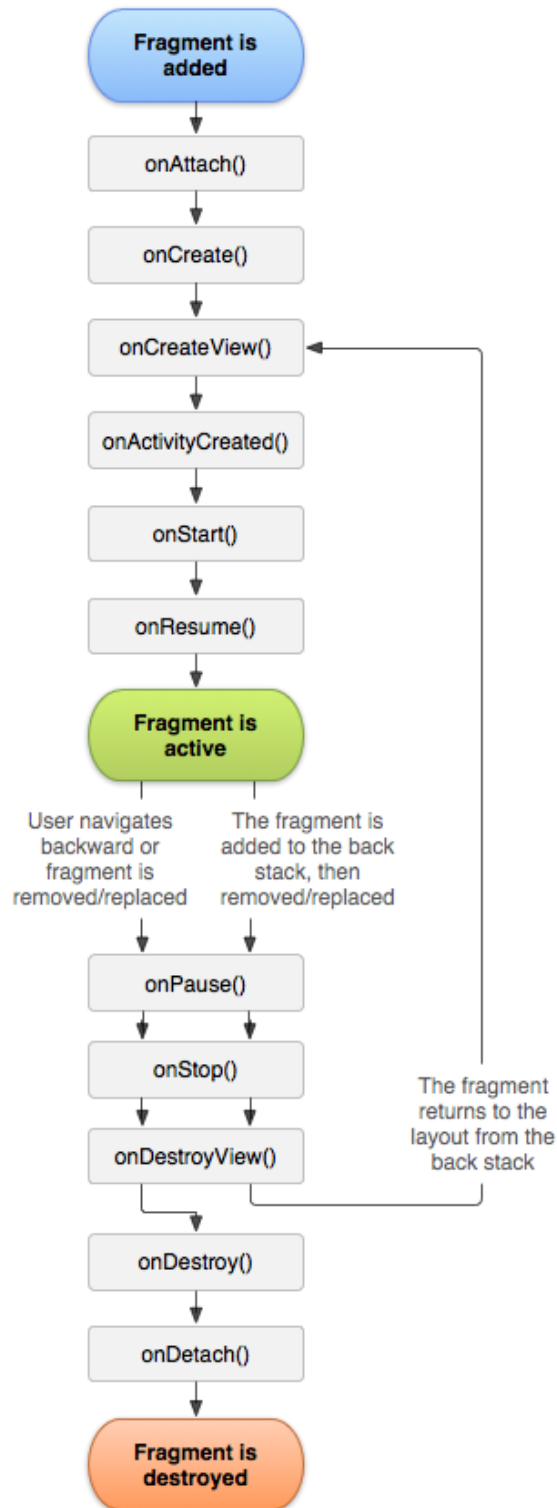 Fragment is
added
onAttach()
onCreate()
onCreateView()
onActivityCreated()
onStart()
onResume()
Fragment is
active
User navigates
backward or
fragment is
removed/replaced
The fragment is
added to the back
stack, then
removed/replaced
onPause()
onStop()
onDestroyView()
The fragment
returns to the
layout from the
back stack
onDestroy()
onDetach()
Fragment is
destroyed